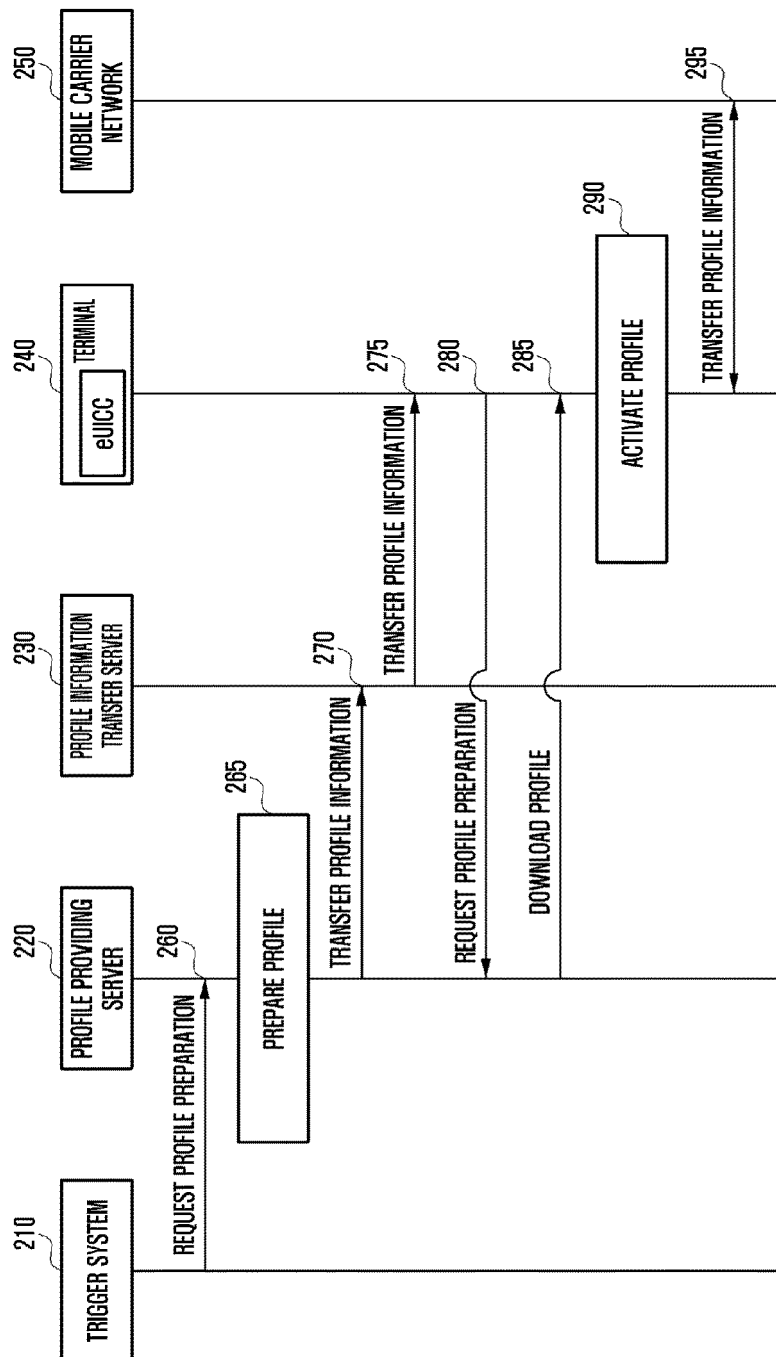 210
TRIGGER SYSTEM
220
PROFILE PROVIDING
SERVER
230
PROFILE INFORMATION
TRANSFER SERVER
240
TERMINAL
eUICC
250
MOBILE CARRIER
NETWORK
REQUEST PROFILE PREPARATION
260
PREPARE PROFILE
265
TRANSFER PROFILE INFORMATION
270
TRANSFER PROFILE INFORMATION
275
REQUEST PROFILE PREPARATION
280
DOWNLOAD PROFILE
285
ACTIVATE PROFILE
290
TRANSFER PROFILE INFORMATION
295